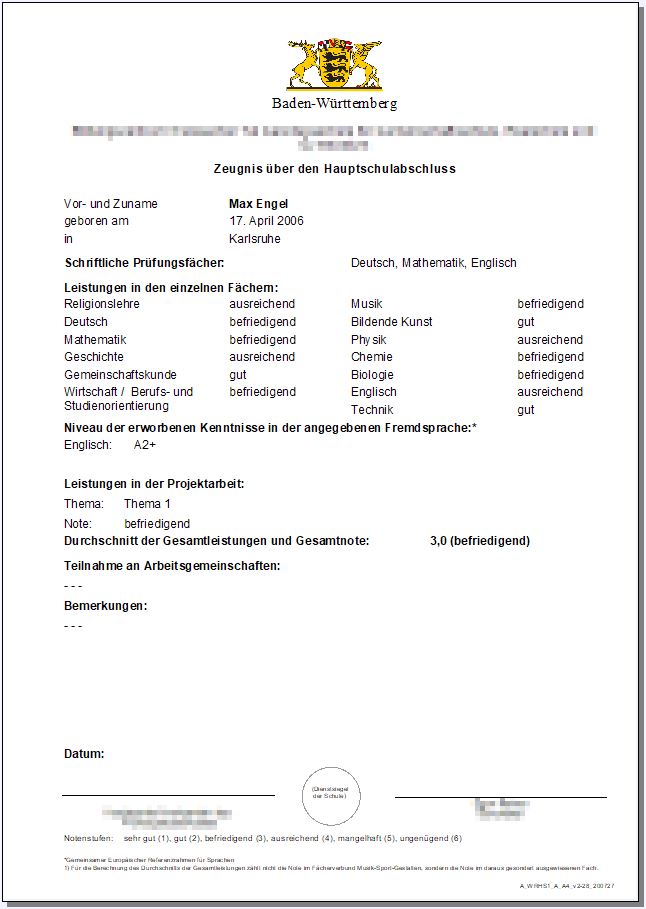 Baden-Württemberg
Zeugnis über den Hauptschulabschluss
Vor- und Zuname Max Engel
geboren am 17. April 2006
in Karlsruhe
Schriftliche Prüfungsfächer: Deutsch, Mathematik, Englisch
Leistungen in den einzelnen Fächern:
Religionslehre ausreichend Musik befriedigend
Deutsch befriedigend Bildende Kunst gut
Mathematik befriedigend Physik ausreichend
Geschichte ausreichend Chemie befriedigend
Gemeinschaftskunde gut Biologie befriedigend
Wirtschaft / Berufs- und befriedigend Englisch ausreichend
Studienorientierung
Technik gut
Niveau der erworbenen Kenntnisse in der angegebenen Fremdsprache:*
Englisch: A2+
Leistungen in der Projektarbeit:
Thema: Thema 1
Note: befriedigend
Durchschnitt der Gesamtleistungen und Gesamtnote: 3,0 (befriedigend)
Teilnahme an Arbeitsgemeinschaften:
- - -
Bemerkungen:
- - -
Datum:
(Dienstsiegel
der Schule)
Notenstufen: sehr gut (1), gut (2), befriedigend (3), ausreichend (4), mangelhaft (5), ungenügend (6)
*Gemeinsamer Europäischer Referenzrahmen für Sprachen
1) Für die Berechnung des Durchschnitts der Gesamtleistungen zählt nicht die Note im Fächerverbund Musik-Sport-Gestalten, sondern die Note im daraus gesondert ausgewiesenen Fach.
A_WRHS1_A_A4_v2-28_200727